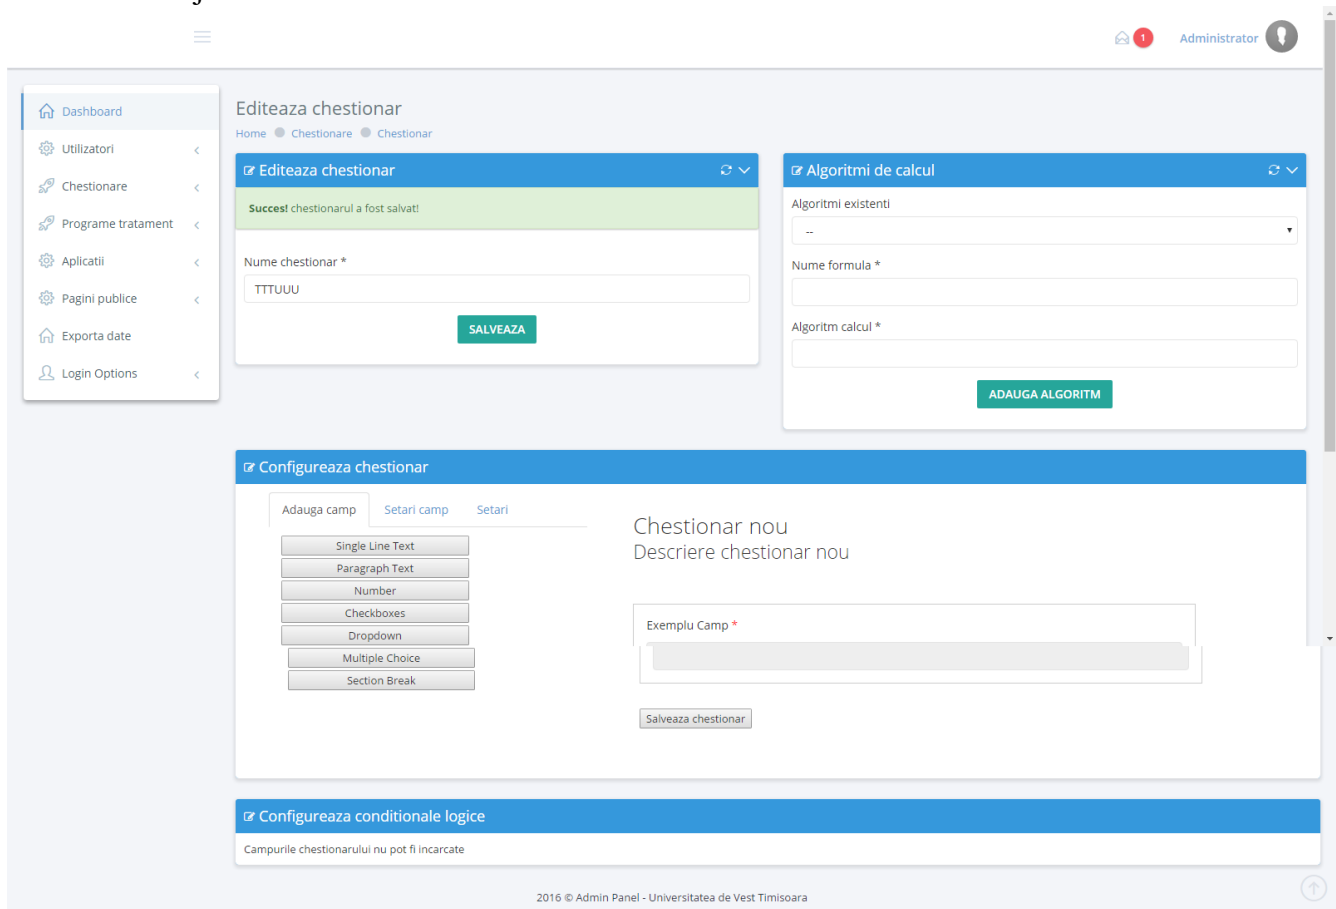 1 Administrator
Dashboard
Utilizatori
Chestionare
Programe tratament
Aplicatii
Pagini publice
Exporta date
Login Options
Editeaza chestionar
Home Chestionare Chestionar
Editeaza chestionar
Succes! chestionarul a fost salvat!
Nume chestionar *
TTTUUU
SALVEAZA
Algoritmi de calcul
Algoritmi existenti
--
Nume formula *
Algoritm calcul *
ADAUGA ALGORITM
Configureaza chestionar
Adauga camp Setari camp Setari
Single Line Text
Paragraph Text
Number
Checkboxes
Dropdown
Multiple Choice
Section Break
Chestionar nou
Descriere chestionar nou
Exemplu Camp *
Salveaza chestionar
Configureaza conditionale logice
Campurile chestionarului nu pot fi incarcate
2016 © Admin Panel - Universitatea de Vest Timisoara